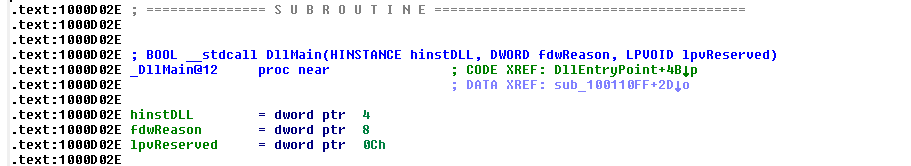 .text:1000D02E ; =============== S U B R O U T I N E =======================================
.text:1000D02E
.text:1000D02E
.text:1000D02E ; BOOL __stdcall DllMain(HINSTANCE hinstDLL, DWORD fdwReason, LPVOID lpvReserved)
.text:1000D02E _DllMain@12     proc near               ; CODE XREF: DllEntryPoint+4B↓p
.text:1000D02E                                         ; DATA XREF: sub_100110FF+2D↓o
.text:1000D02E
.text:1000D02E hinstDLL        = dword ptr  4
.text:1000D02E fdwReason       = dword ptr  8
.text:1000D02E lpvReserved     = dword ptr  0Ch
.text:1000D02E